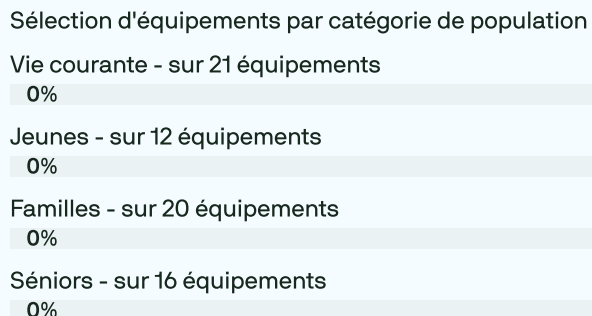 Sélection d'équipements par catégorie de population
Vie courante - sur 21 équipements
0%
Jeunes - sur 12 équipements
0%
Familles - sur 20 équipements
0%
Séniors - sur 16 équipements
0%